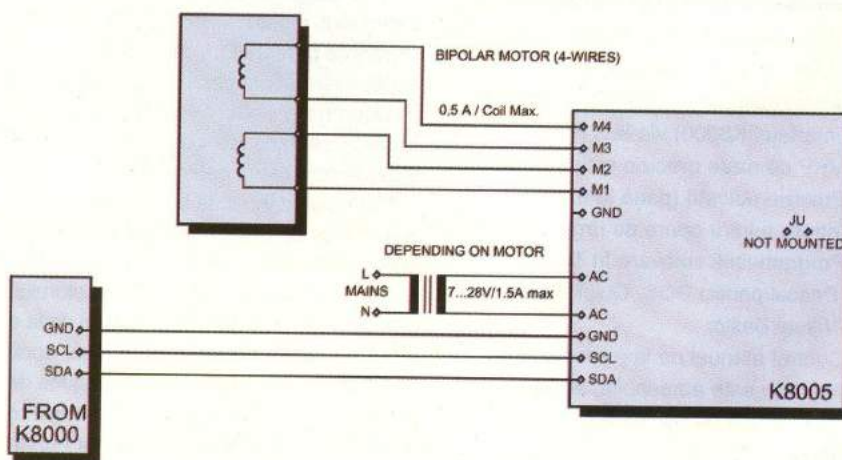 BIPOLAR MOTOR (4-WIRES)
0,5 A / Coil Max.
M4
M3
M2
M1
GND
JU
NOT MOUNTED
DEPENDING ON MOTOR
L
MAINS
N
7...28V/1.5A max
AC
AC
GND
SCL
SDA
K8005
GND
SCL
SDA
FROM
K8000